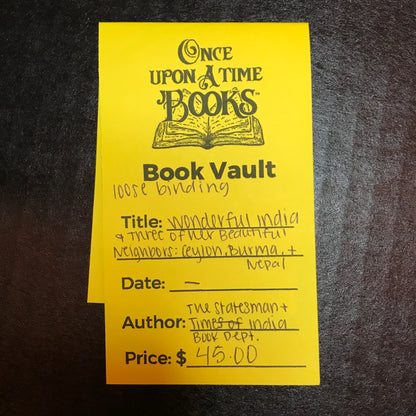 ONCE
UPON A TIME
BOOKS™
Book Vault
loose binding
Title: Wonderful India
& Three of Her Beautiful
Neighbors: Ceylon, Burma, +
Nepal
Date: —
The Statesman +
Author: Times of India
Book Dept.
Price: $ 45.00